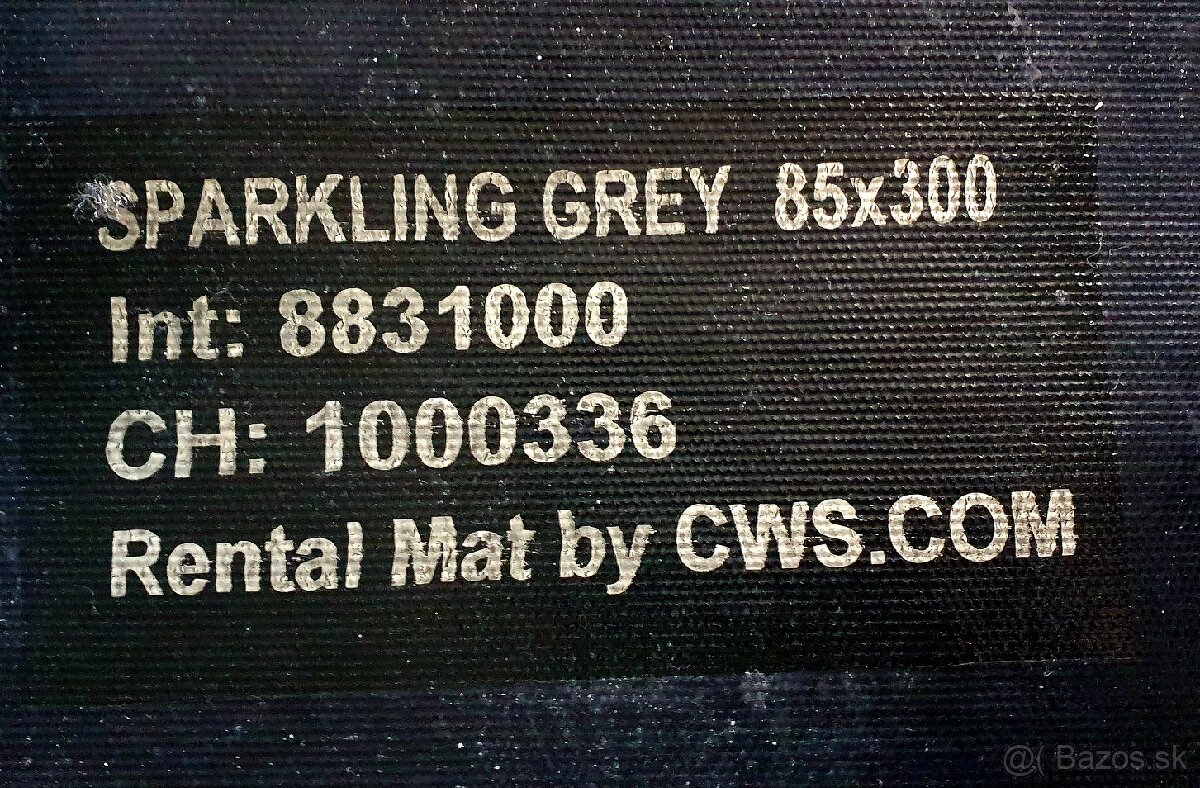 SPARKLING GREY 85x300
Int: 8831000
CH: 1000336
Rental Mat by CWS.COM
@( Bazos.sk